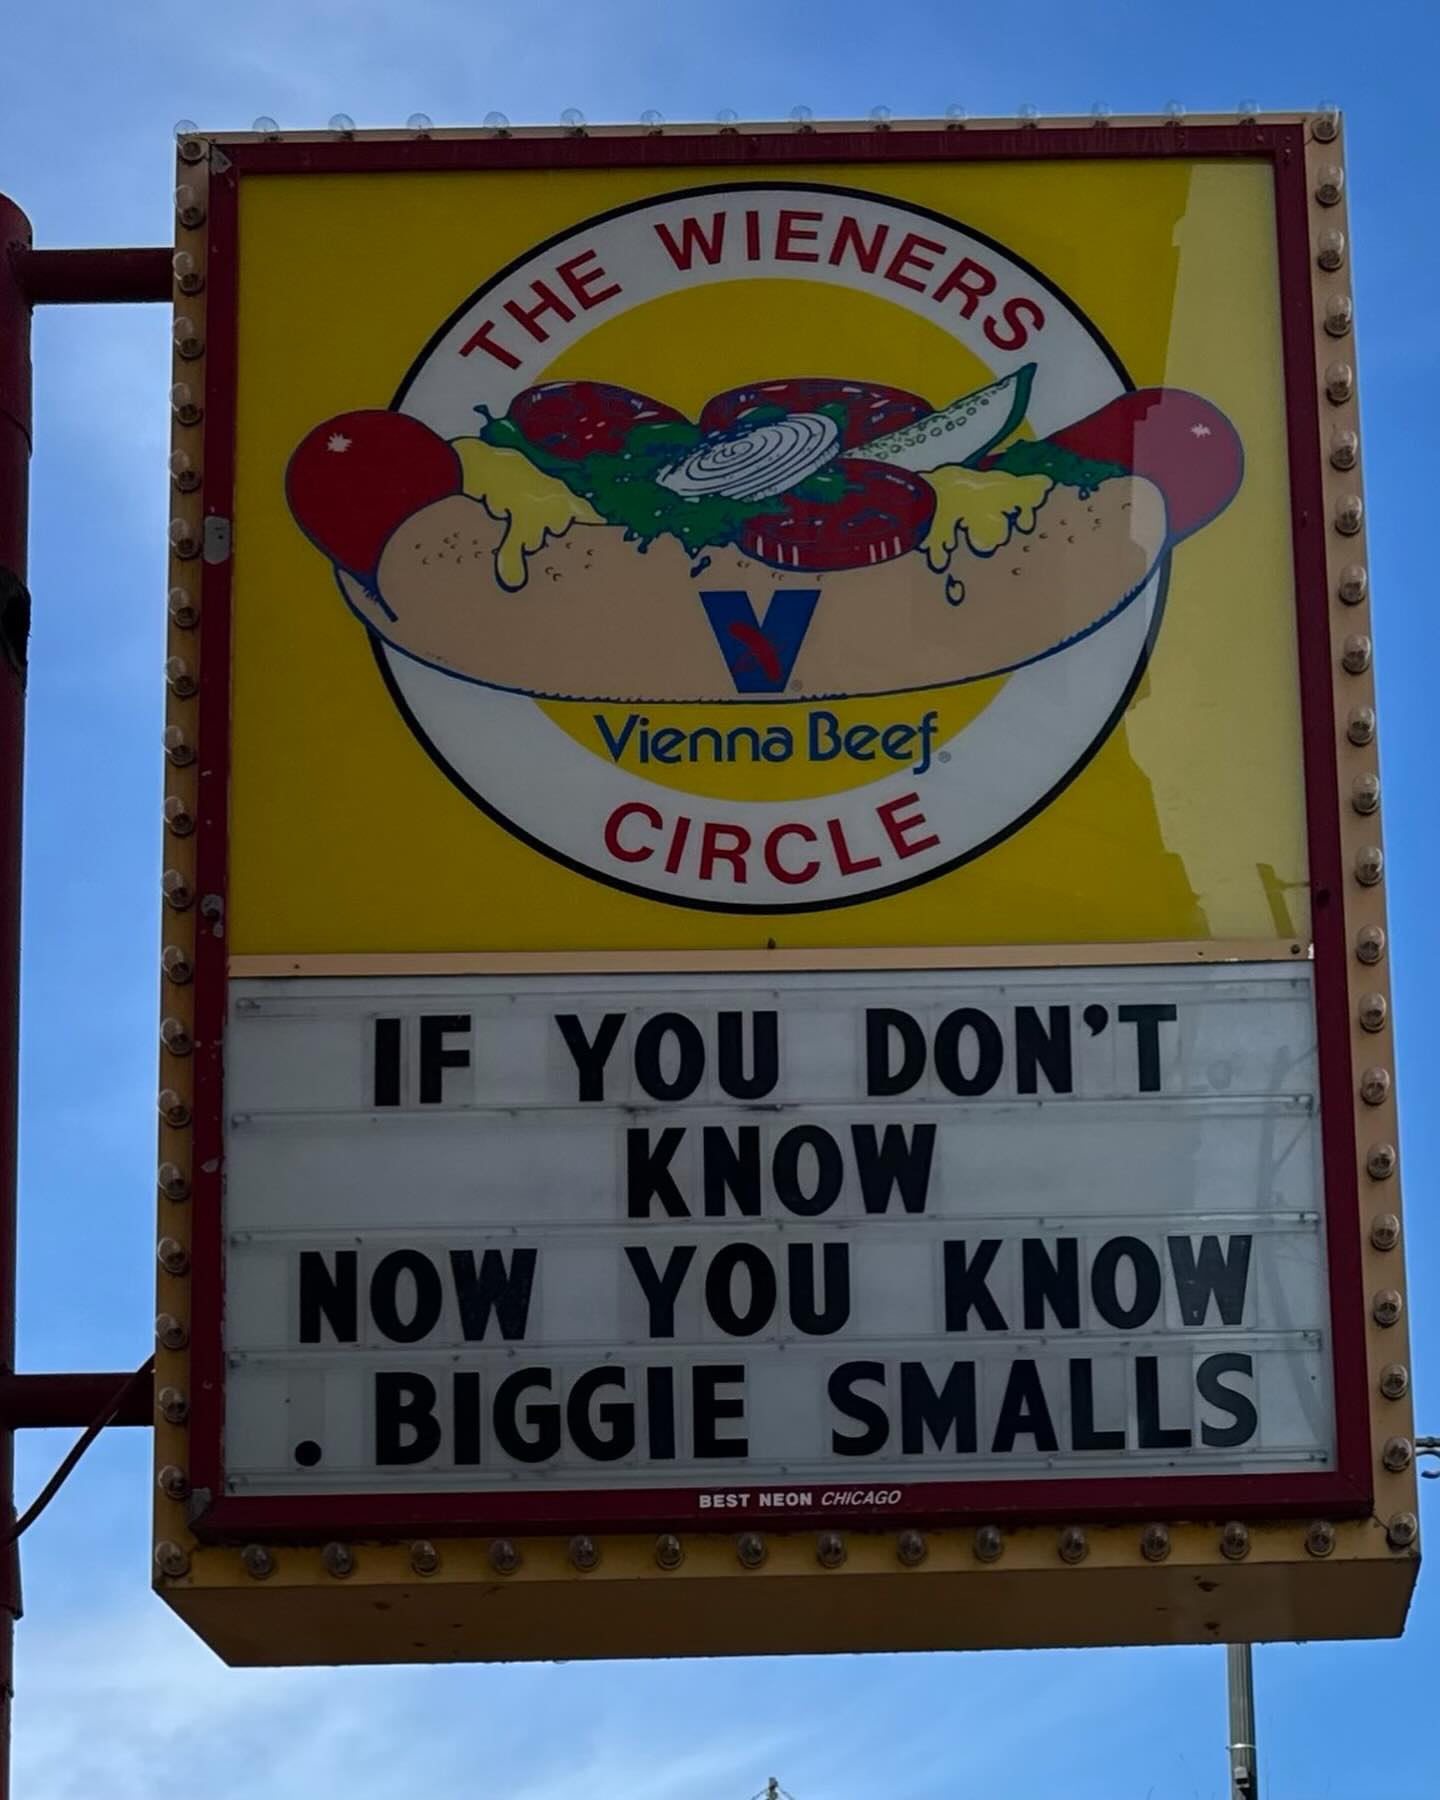 THE WIENERS
V
Vienna Beef®
CIRCLE
IF YOU DON'T
KNOW
NOW YOU KNOW
. BIGGIE SMALLS
BEST NEON CHICAGO